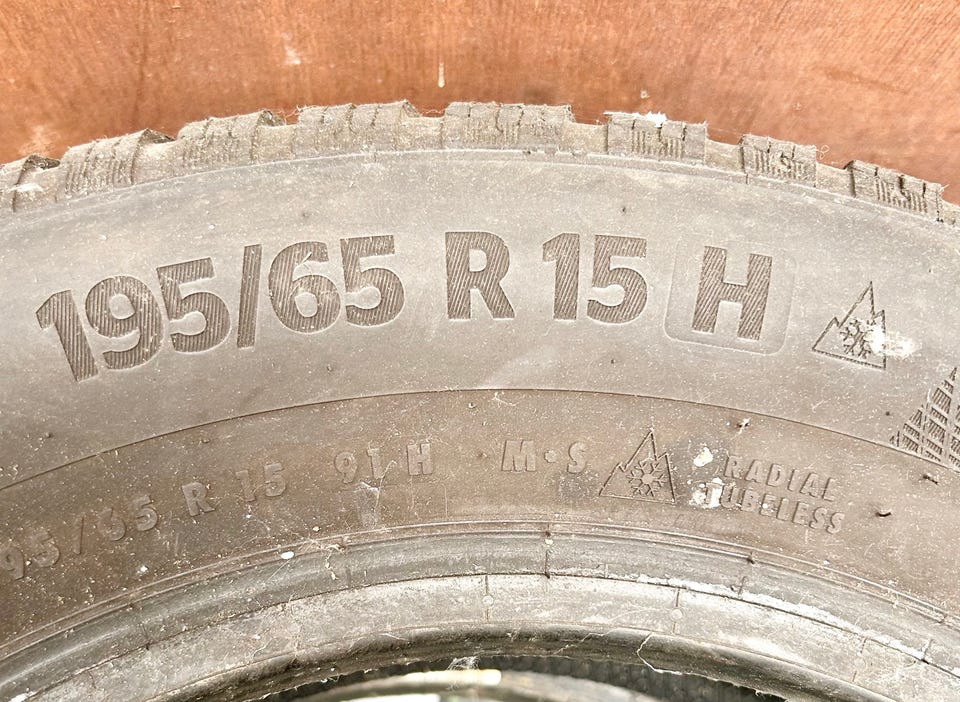 195/65 R 15 H
95/65 R 15 91 H M·S RADIAL
TUBELESS